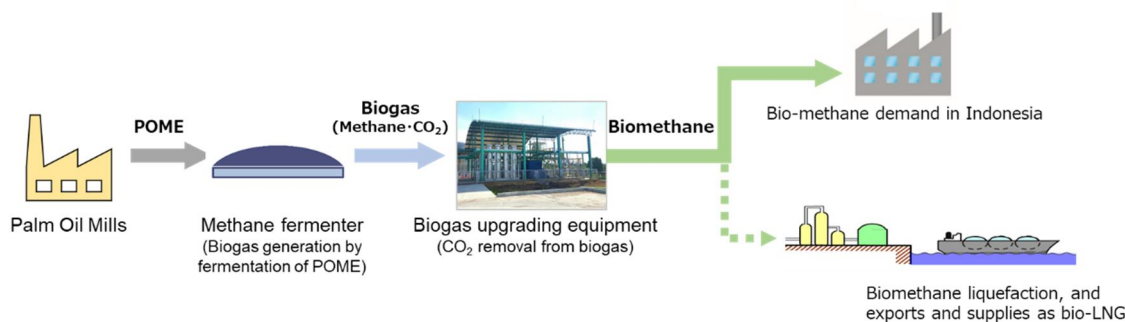 Palm Oil Mills
POME
Methane fermenter
(Biogas generation by
fermentation of POME)
Biogas
(Methane･CO₂)
Biogas upgrading equipment
(CO₂ removal from biogas)
Biomethane
Bio-methane demand in Indonesia
Biomethane liquefaction, and
exports and supplies as bio-LNG